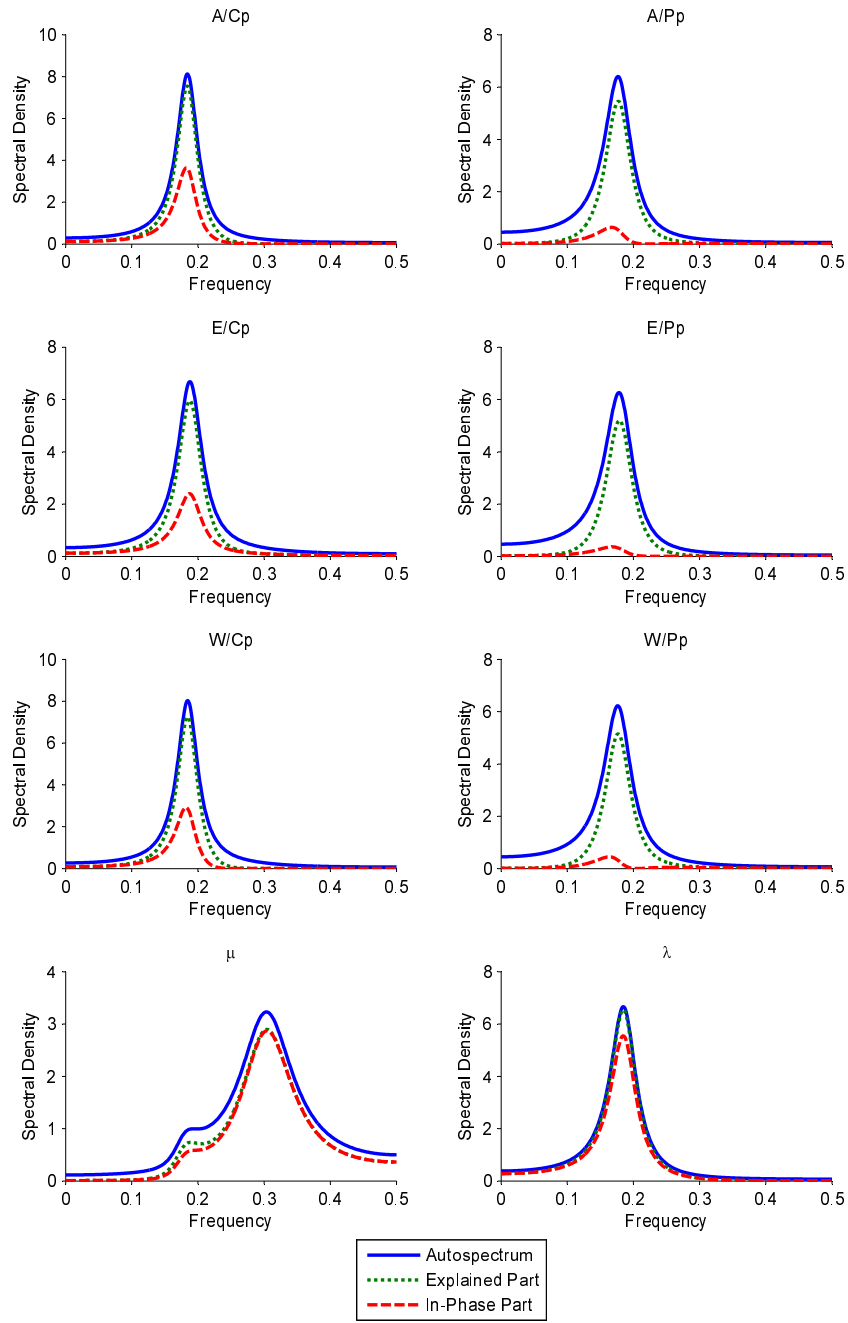 A/Cp
A/Pp
10
8
6
4
2
0
Spectral Density
0 0.1 0.2 0.3 0.4 0.5
Frequency
8
6
4
2
0
Spectral Density
0 0.1 0.2 0.3 0.4 0.5
Frequency
E/Cp
E/Pp
8
6
4
2
0
Spectral Density
0 0.1 0.2 0.3 0.4 0.5
Frequency
8
6
4
2
0
Spectral Density
0 0.1 0.2 0.3 0.4 0.5
Frequency
W/Cp
W/Pp
10
8
6
4
2
0
Spectral Density
0 0.1 0.2 0.3 0.4 0.5
Frequency
8
6
4
2
0
Spectral Density
0 0.1 0.2 0.3 0.4 0.5
Frequency
μ
λ
4
3
2
1
0
Spectral Density
0 0.1 0.2 0.3 0.4 0.5
Frequency
8
6
4
2
0
Spectral Density
0 0.1 0.2 0.3 0.4 0.5
Frequency
Autospectrum
Explained Part
In-Phase Part